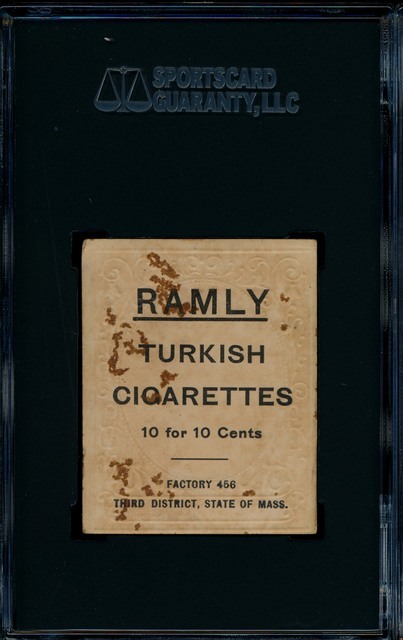 SPORTSCARD
GUARANTY, LLC
RAMLY
TURKISH
CIGARETTES
10 for 10 Cents
FACTORY 456
THIRD DISTRICT, STATE OF MASS.